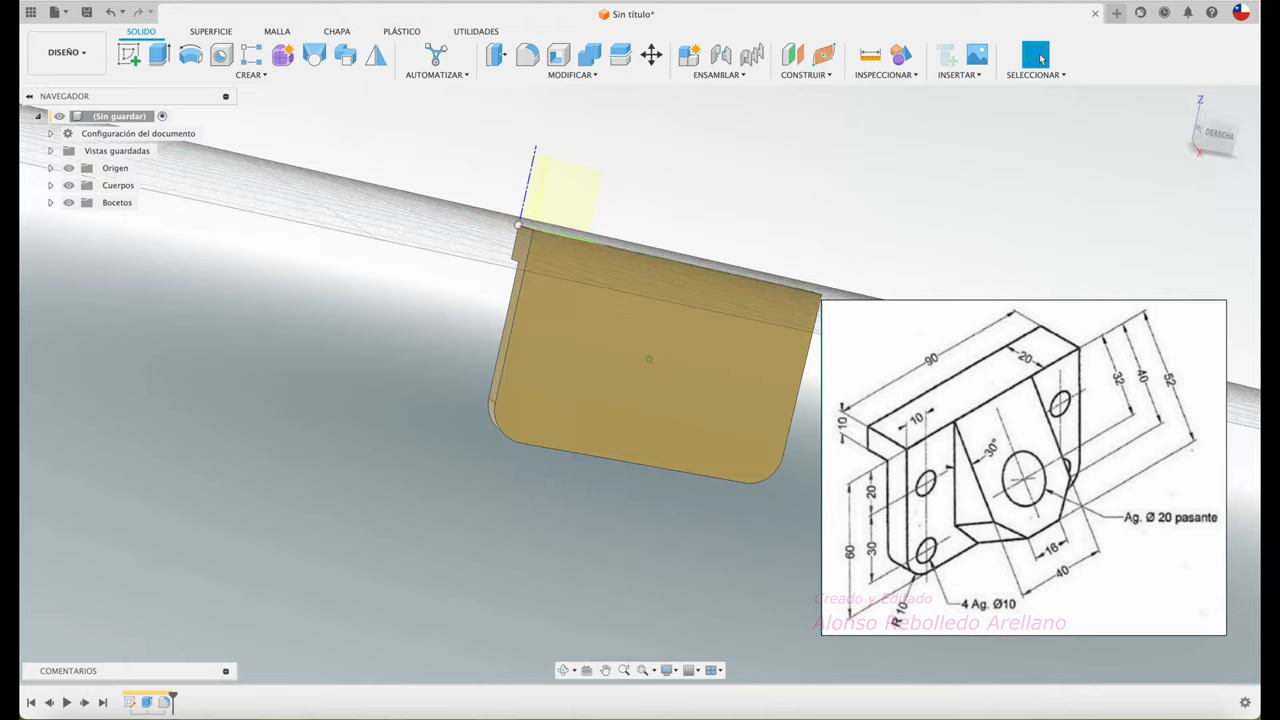 Sin título*
DISEÑO
SOLIDO
SUPERFICIE
MALLA
CHAPA
PLÁSTICO
UTILIDADES
CREAR
AUTOMATIZAR
MODIFICAR
ENSAMBLAR
CONSTRUIR
INSPECCIONAR
INSERTAR
SELECCIONAR
NAVEGADOR
(Sin guardar)
Configuración del documento
Vistas guardadas
Origen
Cuerpos
Bocetos
Z
DERECHA
X
90
20
32
40
52
10
10
30°
20
60
30
Ag. Ø 20 pasante
16
40
4 Ag. Ø10
R 10
Creado y Editado
Alonso Rebolledo Arellano
COMENTARIOS